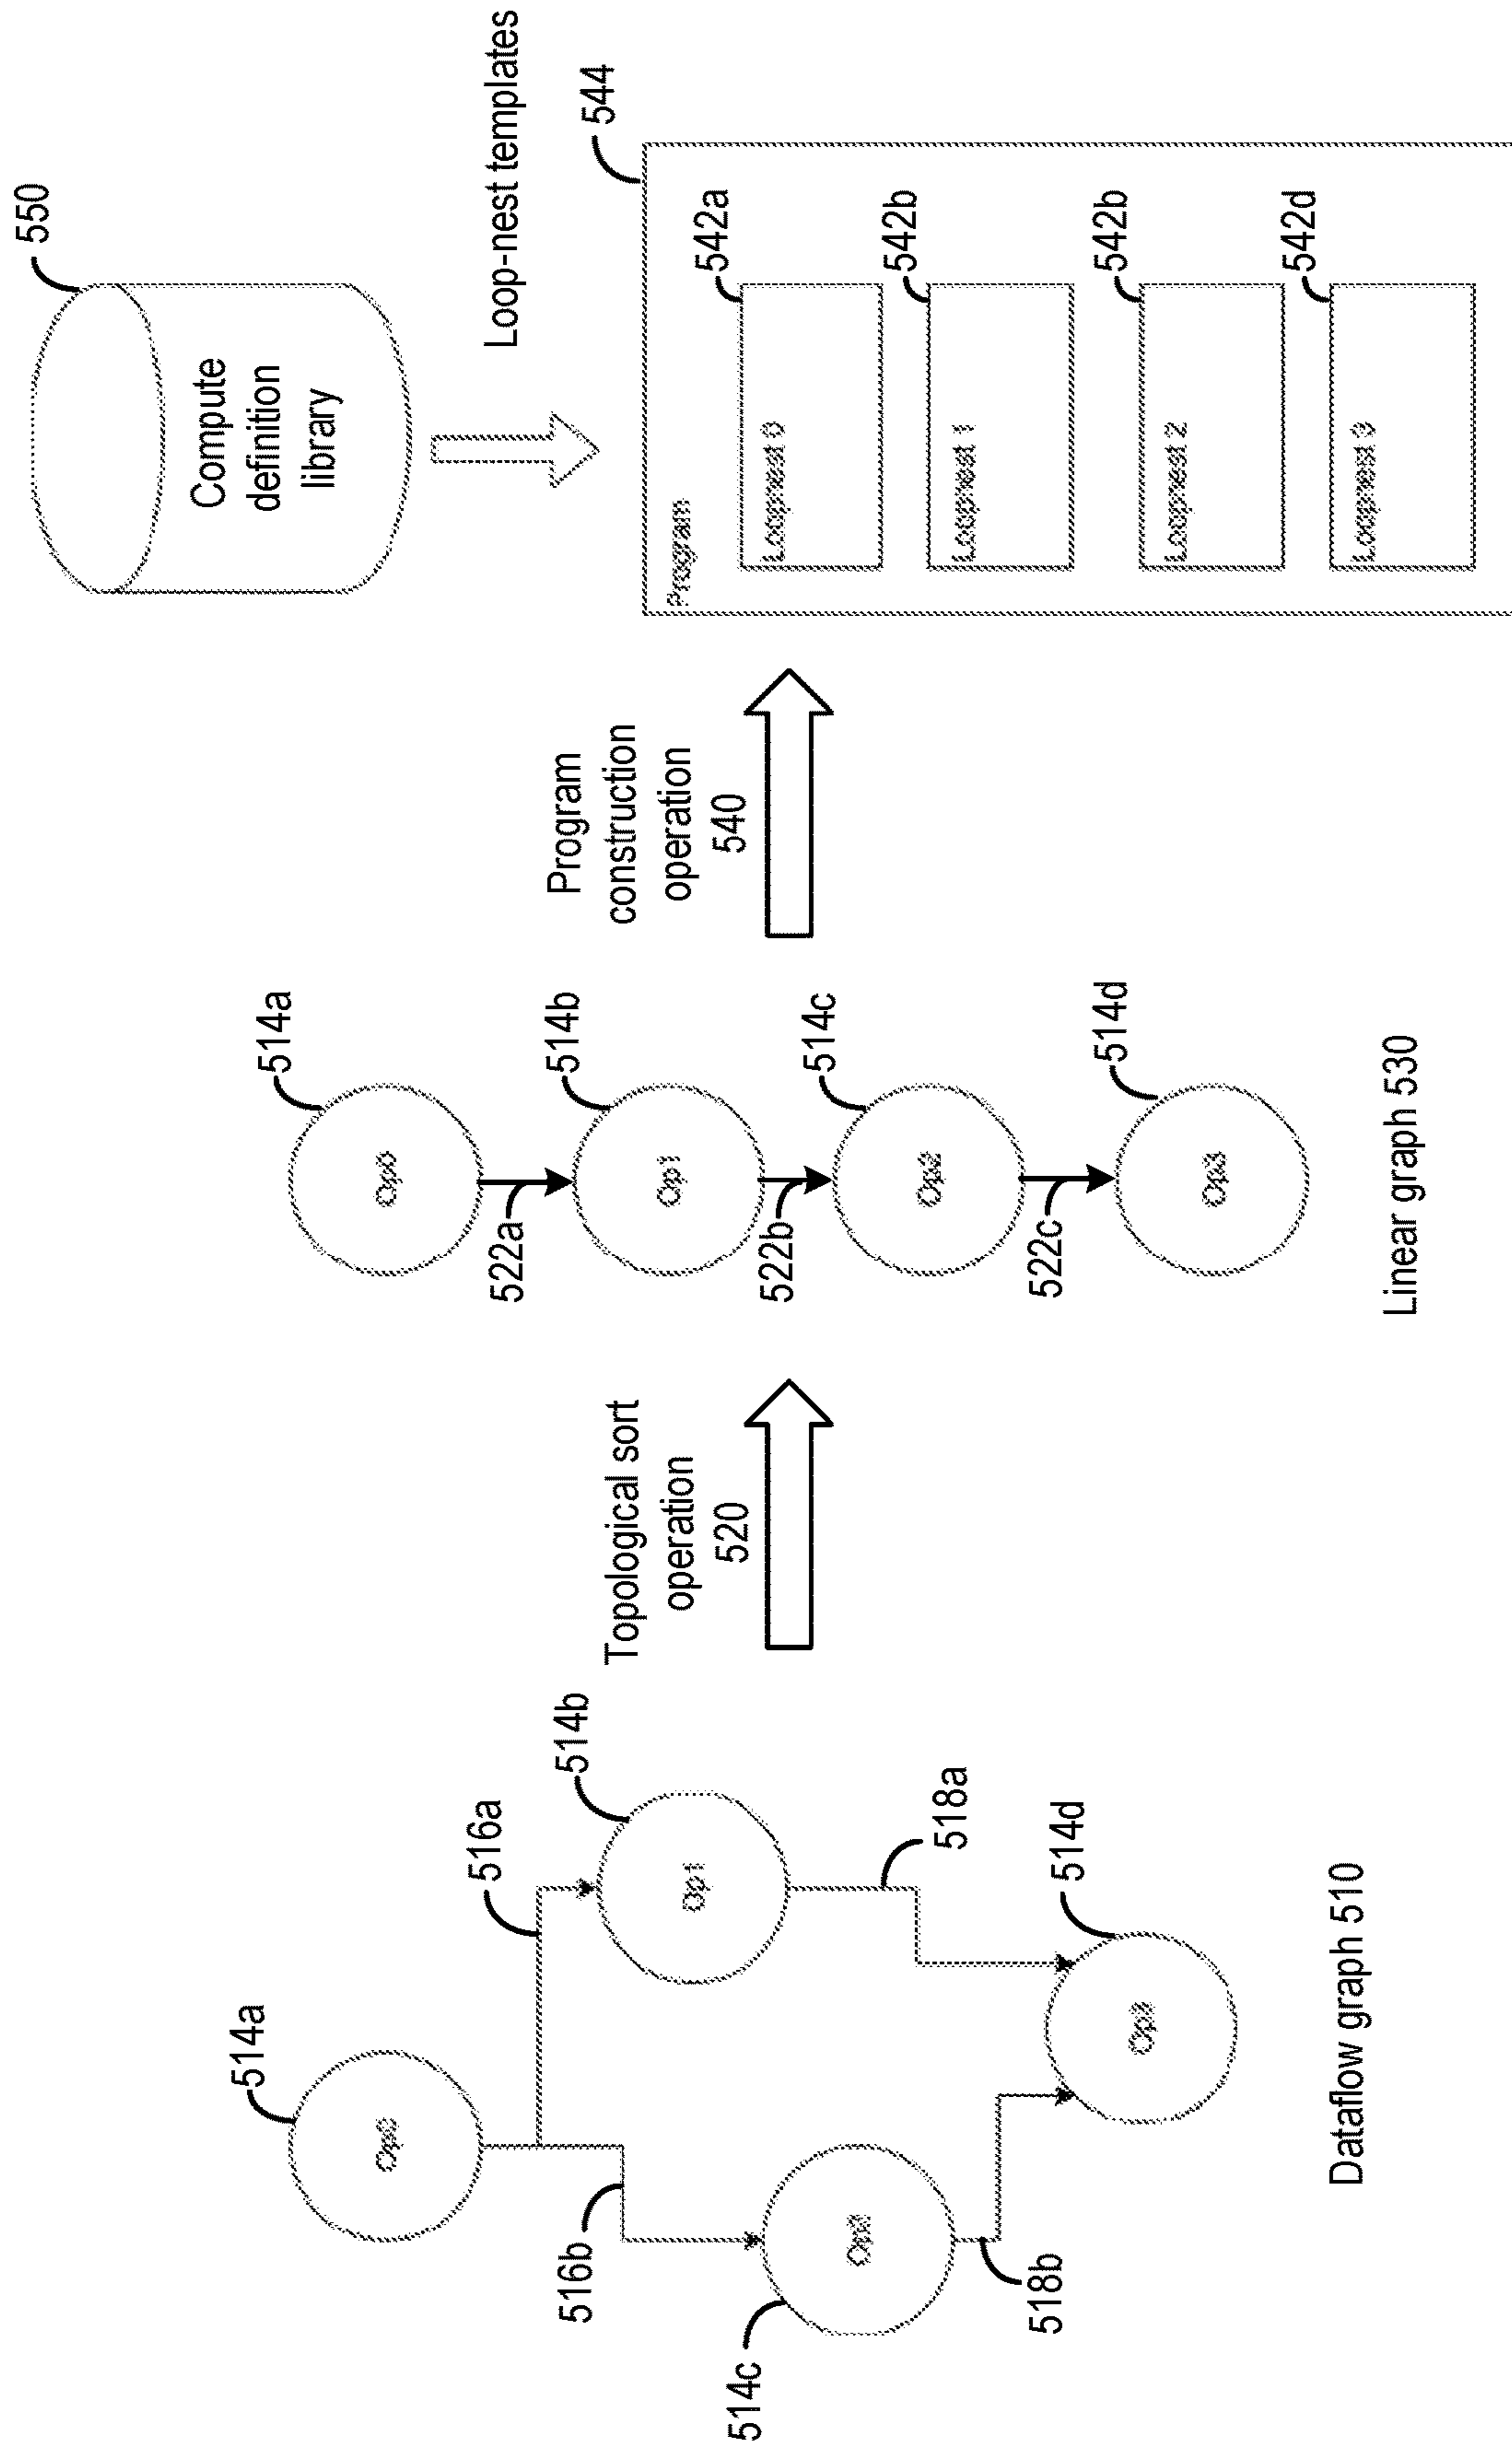 514a
Op0
516a
514b
516b
Op1
514c
Op2
518a
518b
514d
Op3
Dataflow graph 510
Topological sort
operation
520
514a
Op0
522a
514b
Op1
522b
514c
Op2
522c
514d
Op3
Linear graph 530
Program
construction
operation
540
550
Compute
definition
library
Loop-nest templates
544
Program
542a
Loopnest 0
542b
Loopnest 1
542b
Loopnest 2
542d
Loopnest 3